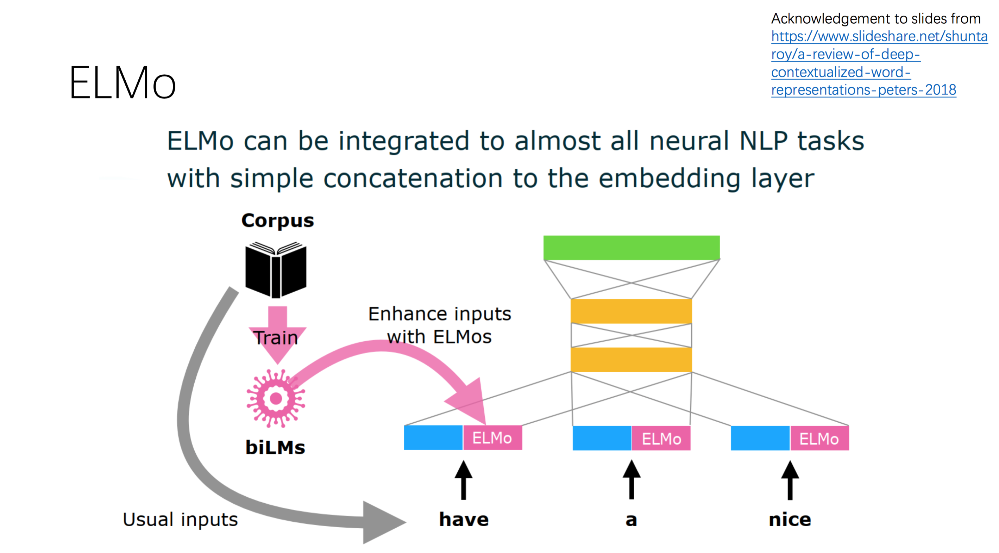 Acknowledgement to slides from
https://www.slideshare.net/shunta
roy/a-review-of-deep-
contextualized-word-
representations-peters-2018
ELMo
ELMo can be integrated to almost all neural NLP tasks
with simple concatenation to the embedding layer
Corpus
Train
Enhance inputs
with ELMos
biLMs
ELMo
ELMo
ELMo
Usual inputs
have
a
nice